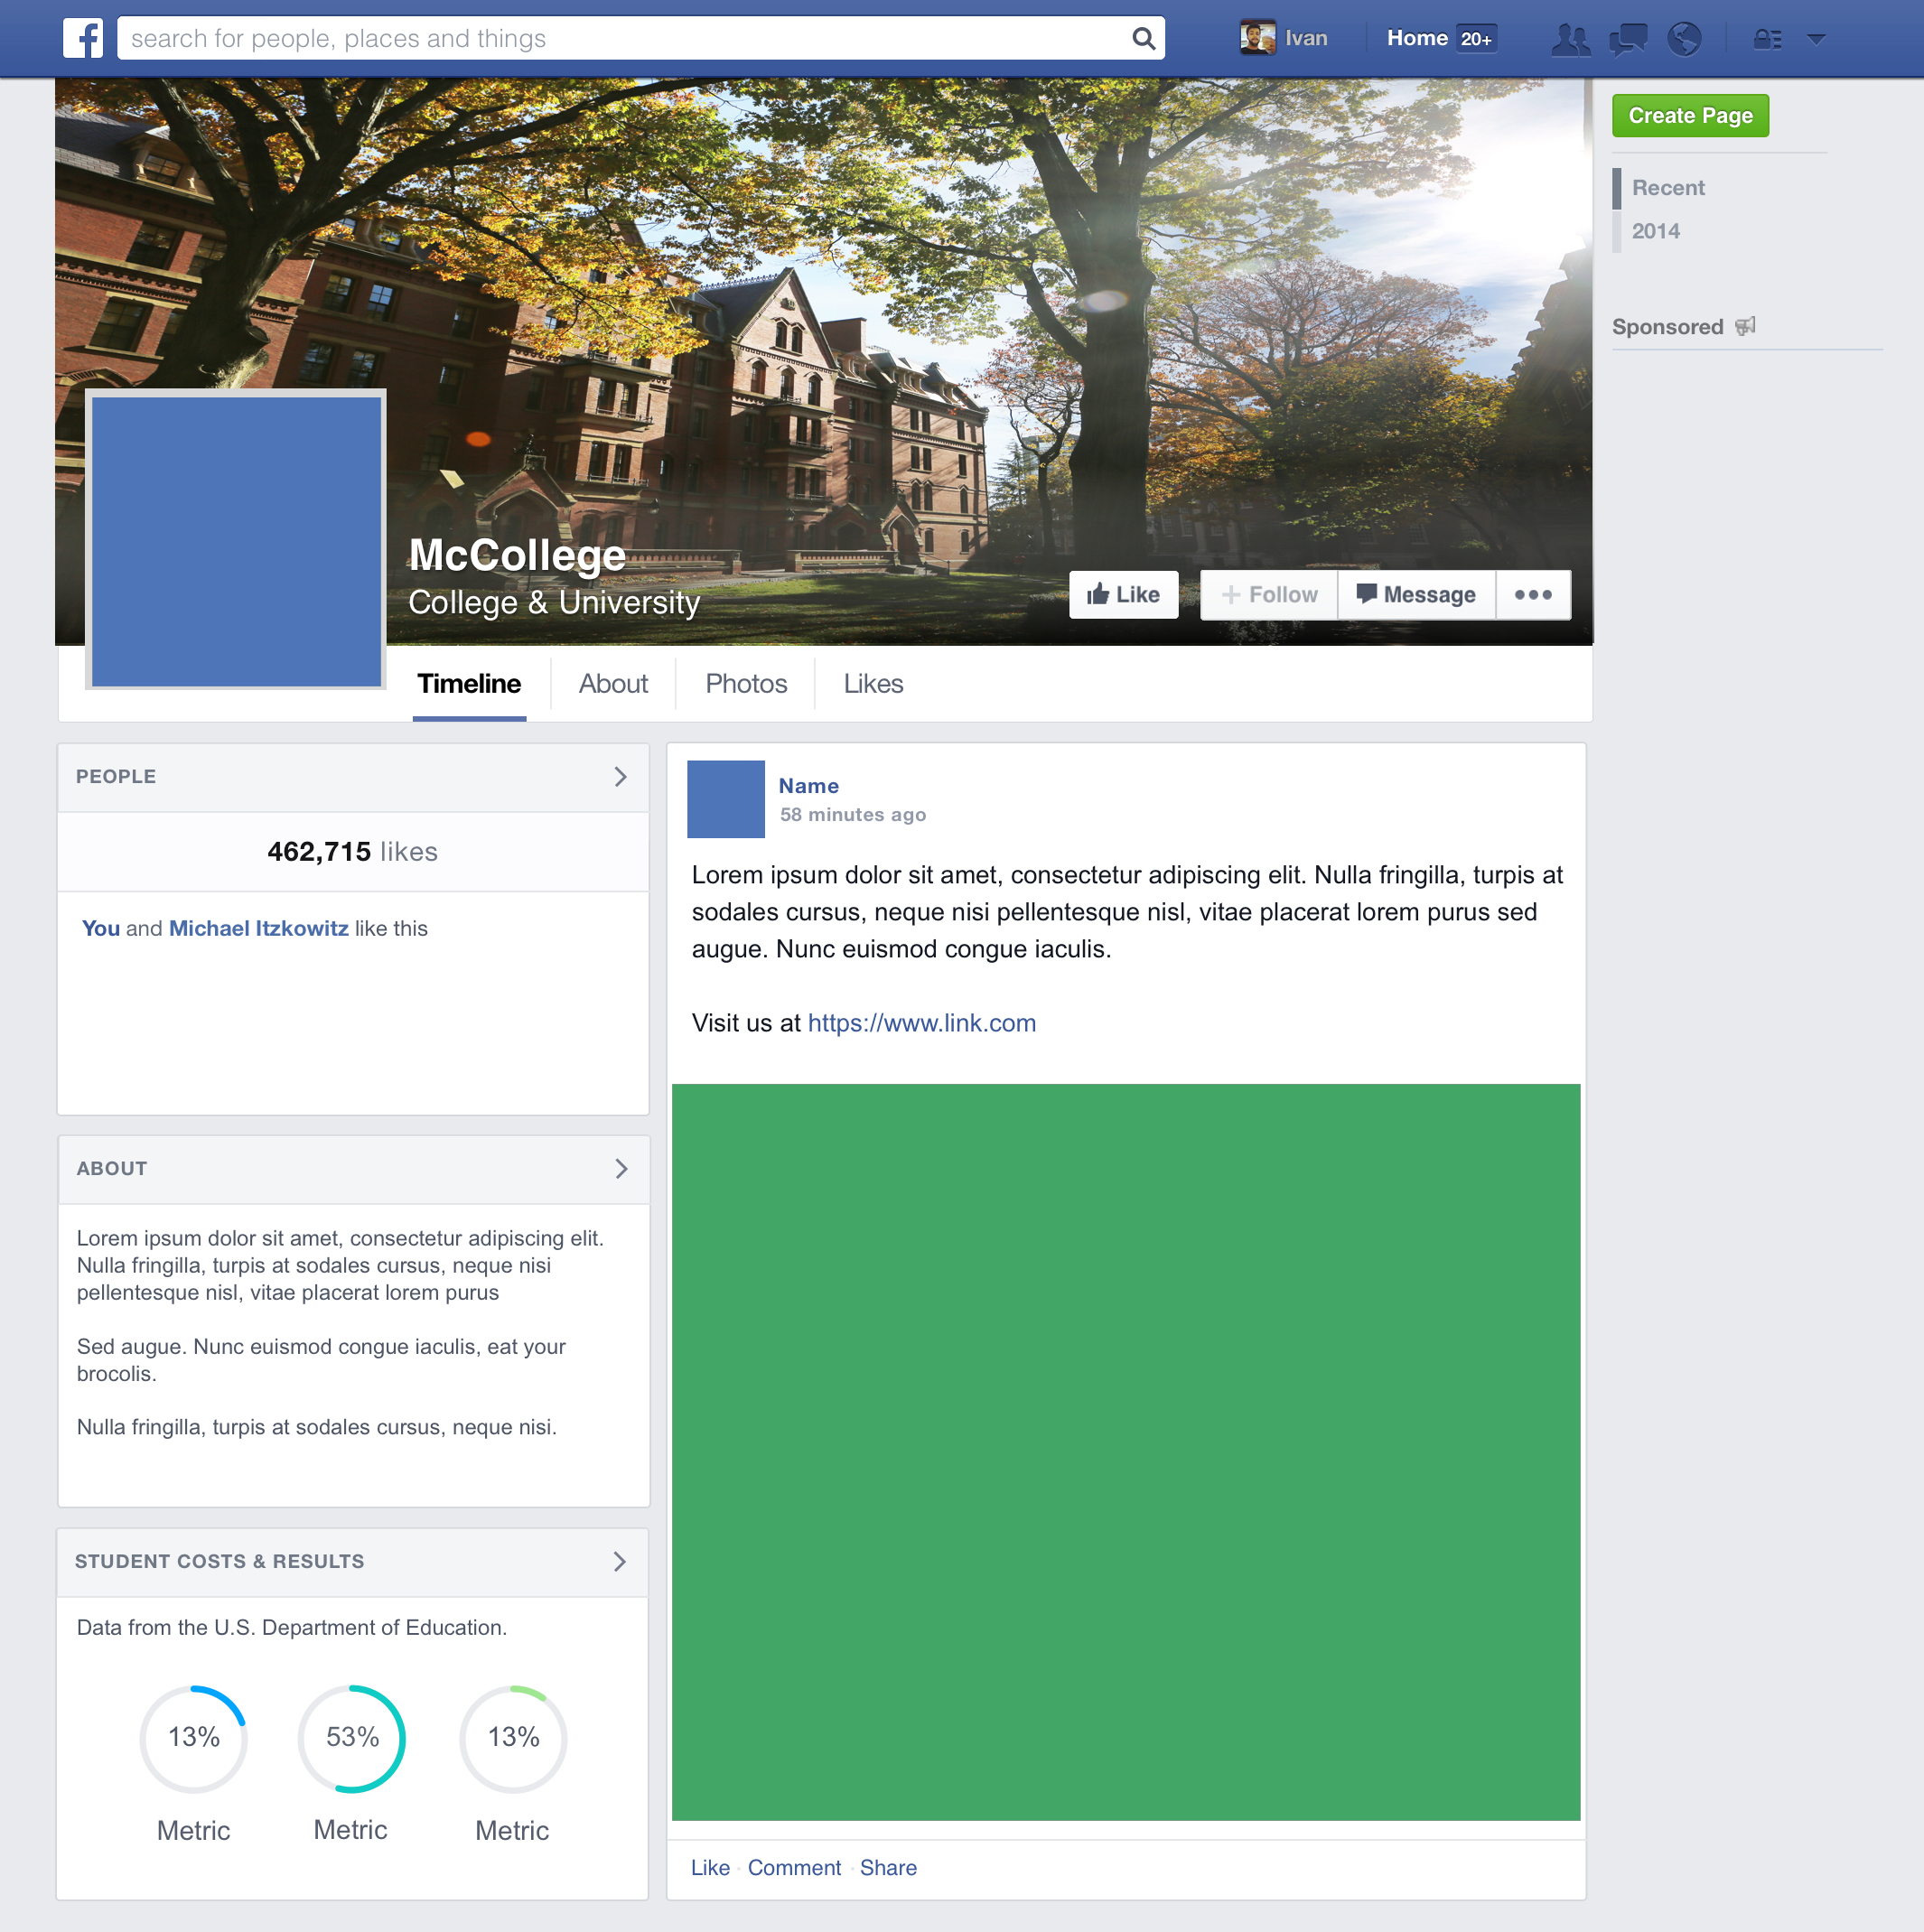 f
search for people, places and things
Ivan
Home 20+
Create Page
Recent
2014
Sponsored
McCollege
College & University
Like
+ Follow
Message
Timeline
About
Photos
Likes
PEOPLE
462,715 likes
You and Michael Itzkowitz like this
ABOUT
Lorem ipsum dolor sit amet, consectetur adipiscing elit.
Nulla fringilla, turpis at sodales cursus, neque nisi
pellentesque nisl, vitae placerat lorem purus
Sed augue. Nunc euismod congue iaculis, eat your
brocolis.
Nulla fringilla, turpis at sodales cursus, neque nisi.
STUDENT COSTS & RESULTS
Data from the U.S. Department of Education.
13%
53%
13%
Metric
Metric
Metric
Name
58 minutes ago
Lorem ipsum dolor sit amet, consectetur adipiscing elit. Nulla fringilla, turpis at
sodales cursus, neque nisi pellentesque nisl, vitae placerat lorem purus sed
augue. Nunc euismod congue iaculis.
Visit us at https://www.link.com
Like · Comment · Share